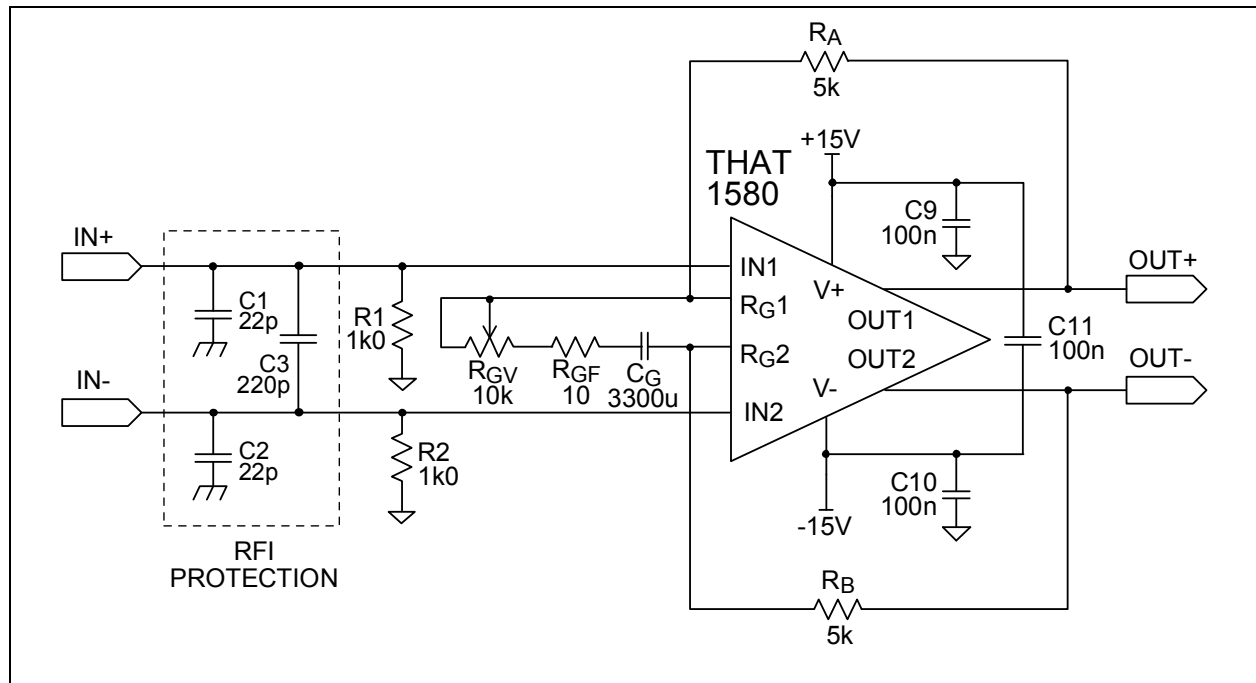 RA
5k
+15V
THAT
1580
C9
100n
IN+
OUT+
IN1
V+
C1
22p
R1
1k0
RG1
OUT1
C11
100n
C3
220p
RG2
OUT2
RGV
10k
RGF
10
CG
3300u
IN-
OUT-
V-
IN2
C2
22p
R2
1k0
C10
100n
-15V
RFI
PROTECTION
RB
5k